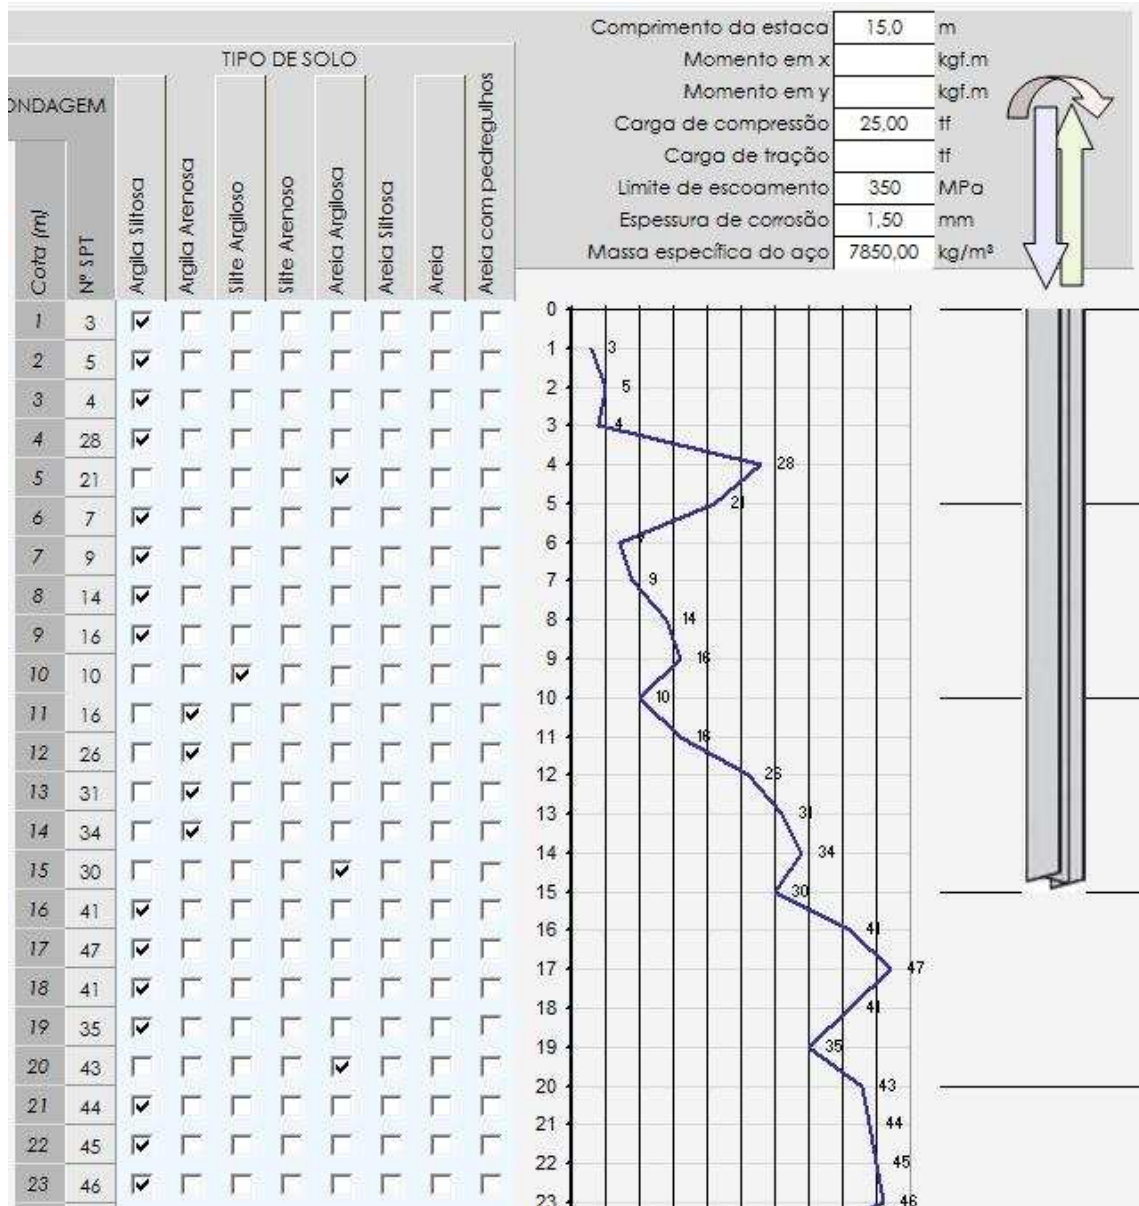 Comprimento da estaca 15,0 m
Momento em x kgf.m
Momento em y kgf.m
Carga de compressão 25,00 tf
Carga de tração tf
Limite de escoamento 350 MPa
Espessura de corrosão 1,50 mm
Massa específica do aço 7850,00 kg/m³
TIPO DE SOLO
ONDAGEM
Cota (m)
Nº SPT
Argila Siltosa
Argila Arenosa
Silte Argiloso
Silte Arenoso
Areia Argilosa
Areia Siltosa
Areia
Areia com pedregulhos
1 3
2 5
3 4
4 28
5 21
6 7
7 9
8 14
9 16
10 10
11 16
12 26
13 31
14 34
15 30
16 41
17 47
18 41
19 35
20 43
21 44
22 45
23 46
0
1 3
2 5
3 4
4 28
5 21
6 7
7 9
8 14
9 16
10 10
11 16
12 26
13 31
14 34
15 30
16 41
17 47
18 41
19 35
20 43
21 44
22 45
23 46